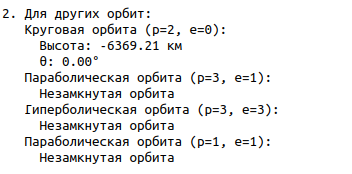 2. Для других орбит:
Круговая орбита (p=2, e=0):
Высота: -6369.21 км
θ: 0.00°
Параболическая орбита (p=3, e=1):
Незамкнутая орбита
Гиперболическая орбита (p=3, e=3):
Незамкнутая орбита
Параболическая орбита (p=1, e=1):
Незамкнутая орбита